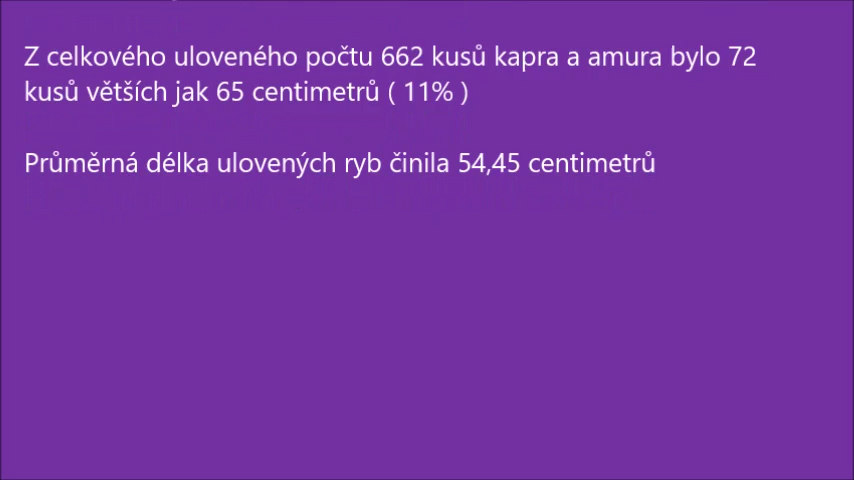 Z celkového uloveného počtu 662 kusů kapra a amura bylo 72
kusů větších jak 65 centimetrů ( 11% )
Průměrná délka ulovených ryb činila 54,45 centimetrů